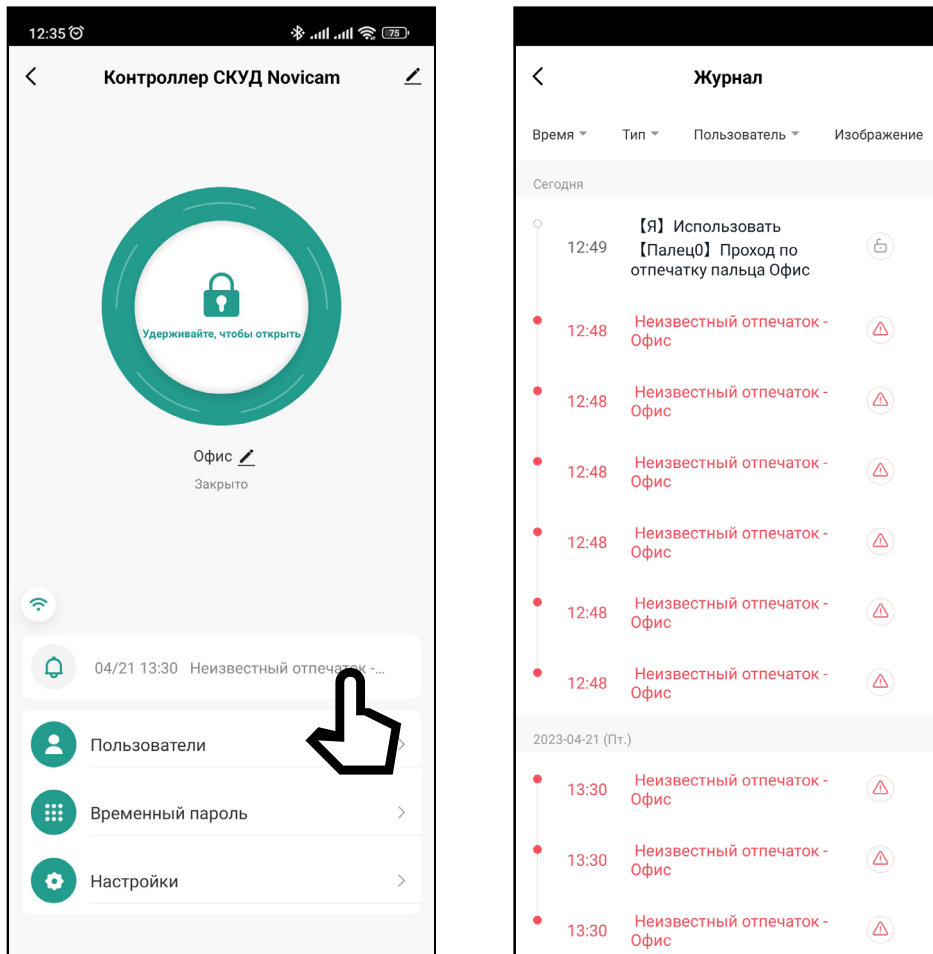 12:35
75
Контроллер СКУД Novicam
Удерживайте, чтобы открыть
Офис
Закрыто
04/21 13:30 Неизвестный отпечаток -...
Пользователи
Временный пароль
Настройки
Журнал
Время Тип Пользователь Изображение
Сегодня
12:49
【Я】Использовать
【Палец0】Проход по
отпечатку пальца Офис
12:48
Неизвестный отпечаток -
Офис
12:48
Неизвестный отпечаток -
Офис
12:48
Неизвестный отпечаток -
Офис
12:48
Неизвестный отпечаток -
Офис
12:48
Неизвестный отпечаток -
Офис
12:48
Неизвестный отпечаток -
Офис
2023-04-21 (Пт.)
13:30
Неизвестный отпечаток -
Офис
13:30
Неизвестный отпечаток -
Офис
13:30
Неизвестный отпечаток -
Офис